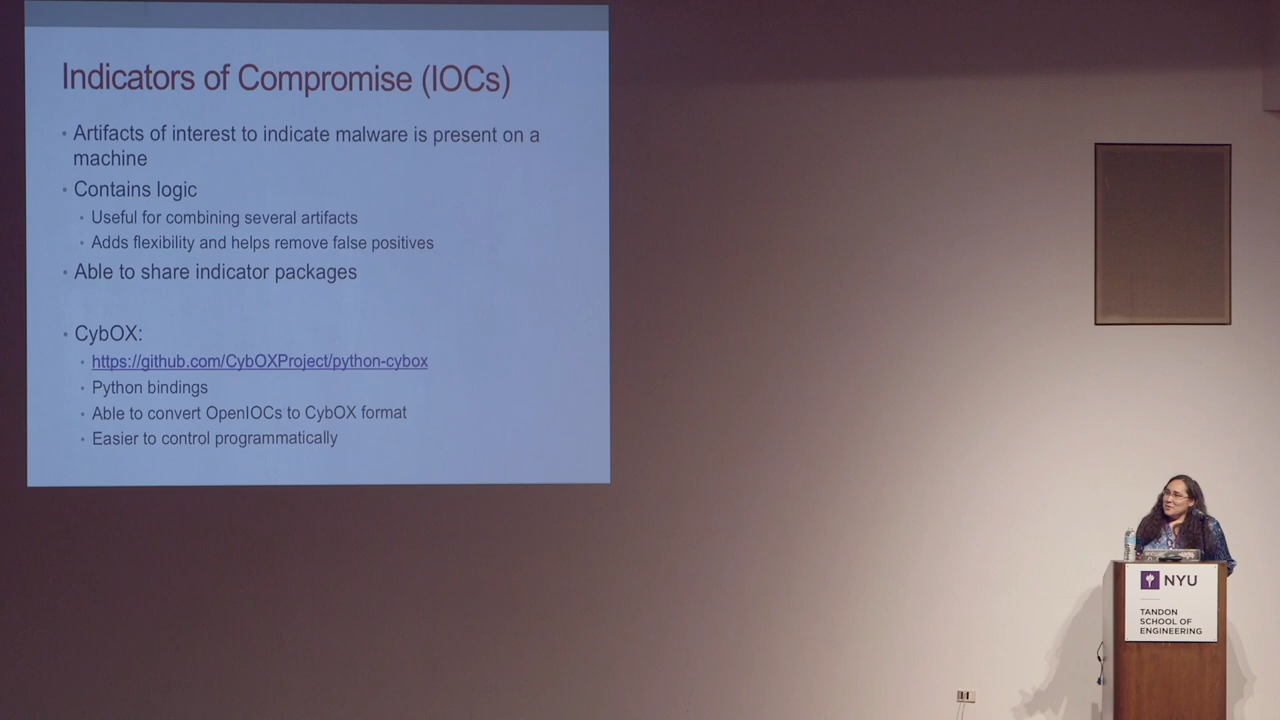 Indicators of Compromise (IOCs)
• Artifacts of interest to indicate malware is present on a
machine
• Contains logic
• Useful for combining several artifacts
• Adds flexibility and helps remove false positives
• Able to share indicator packages
• CybOX:
• https://github.com/CybOXProject/python-cybox
• Python bindings
• Able to convert OpenIOCs to CybOX format
• Easier to control programmatically
NYU
TANDON
SCHOOL OF
ENGINEERING